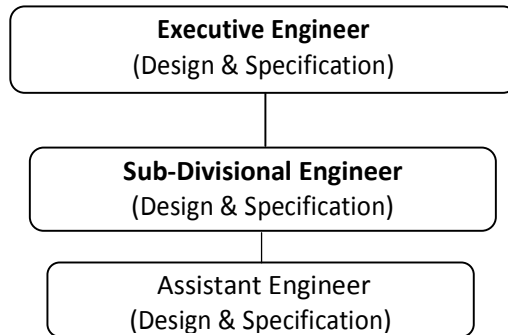 Executive Engineer
(Design & Specification)
Sub-Divisional Engineer
(Design & Specification)
Assistant Engineer
(Design & Specification)